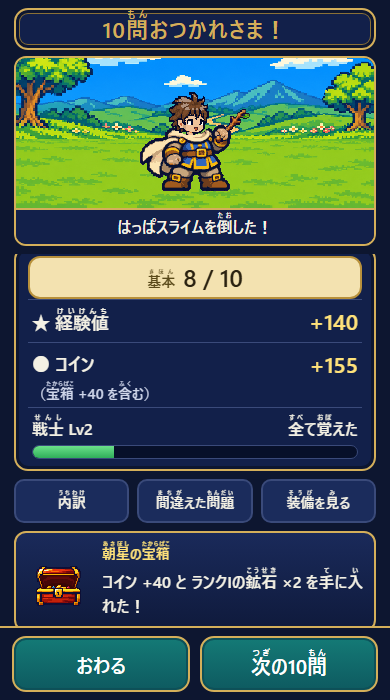 10問おつかれさま！
はっぱスライムを倒した！
基本 8 / 10
★ 経験値 +140
● コイン +155
（宝箱 +40 を含む）
戦士 Lv2 全て覚えた
内訳 間違えた問題 装備を見る
朝星の宝箱
コイン +40 と ランクIの鉱石 ×2 を手に入
れた！
おわる 次の10問